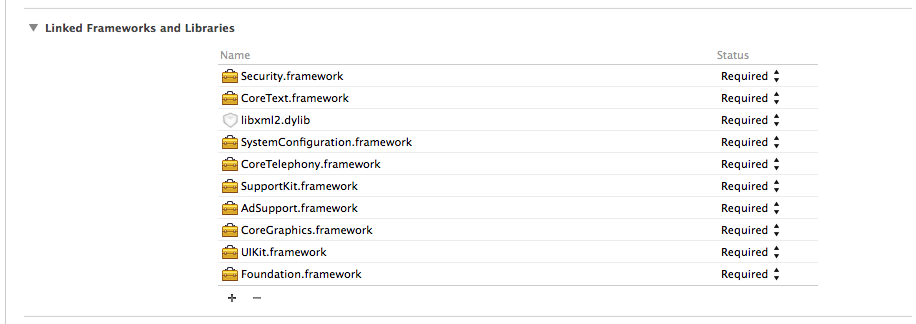 Linked Frameworks and Libraries
Name Status
Security.framework Required
CoreText.framework Required
libxml2.dylib Required
SystemConfiguration.framework Required
CoreTelephony.framework Required
SupportKit.framework Required
AdSupport.framework Required
CoreGraphics.framework Required
UIKit.framework Required
Foundation.framework Required
+ −